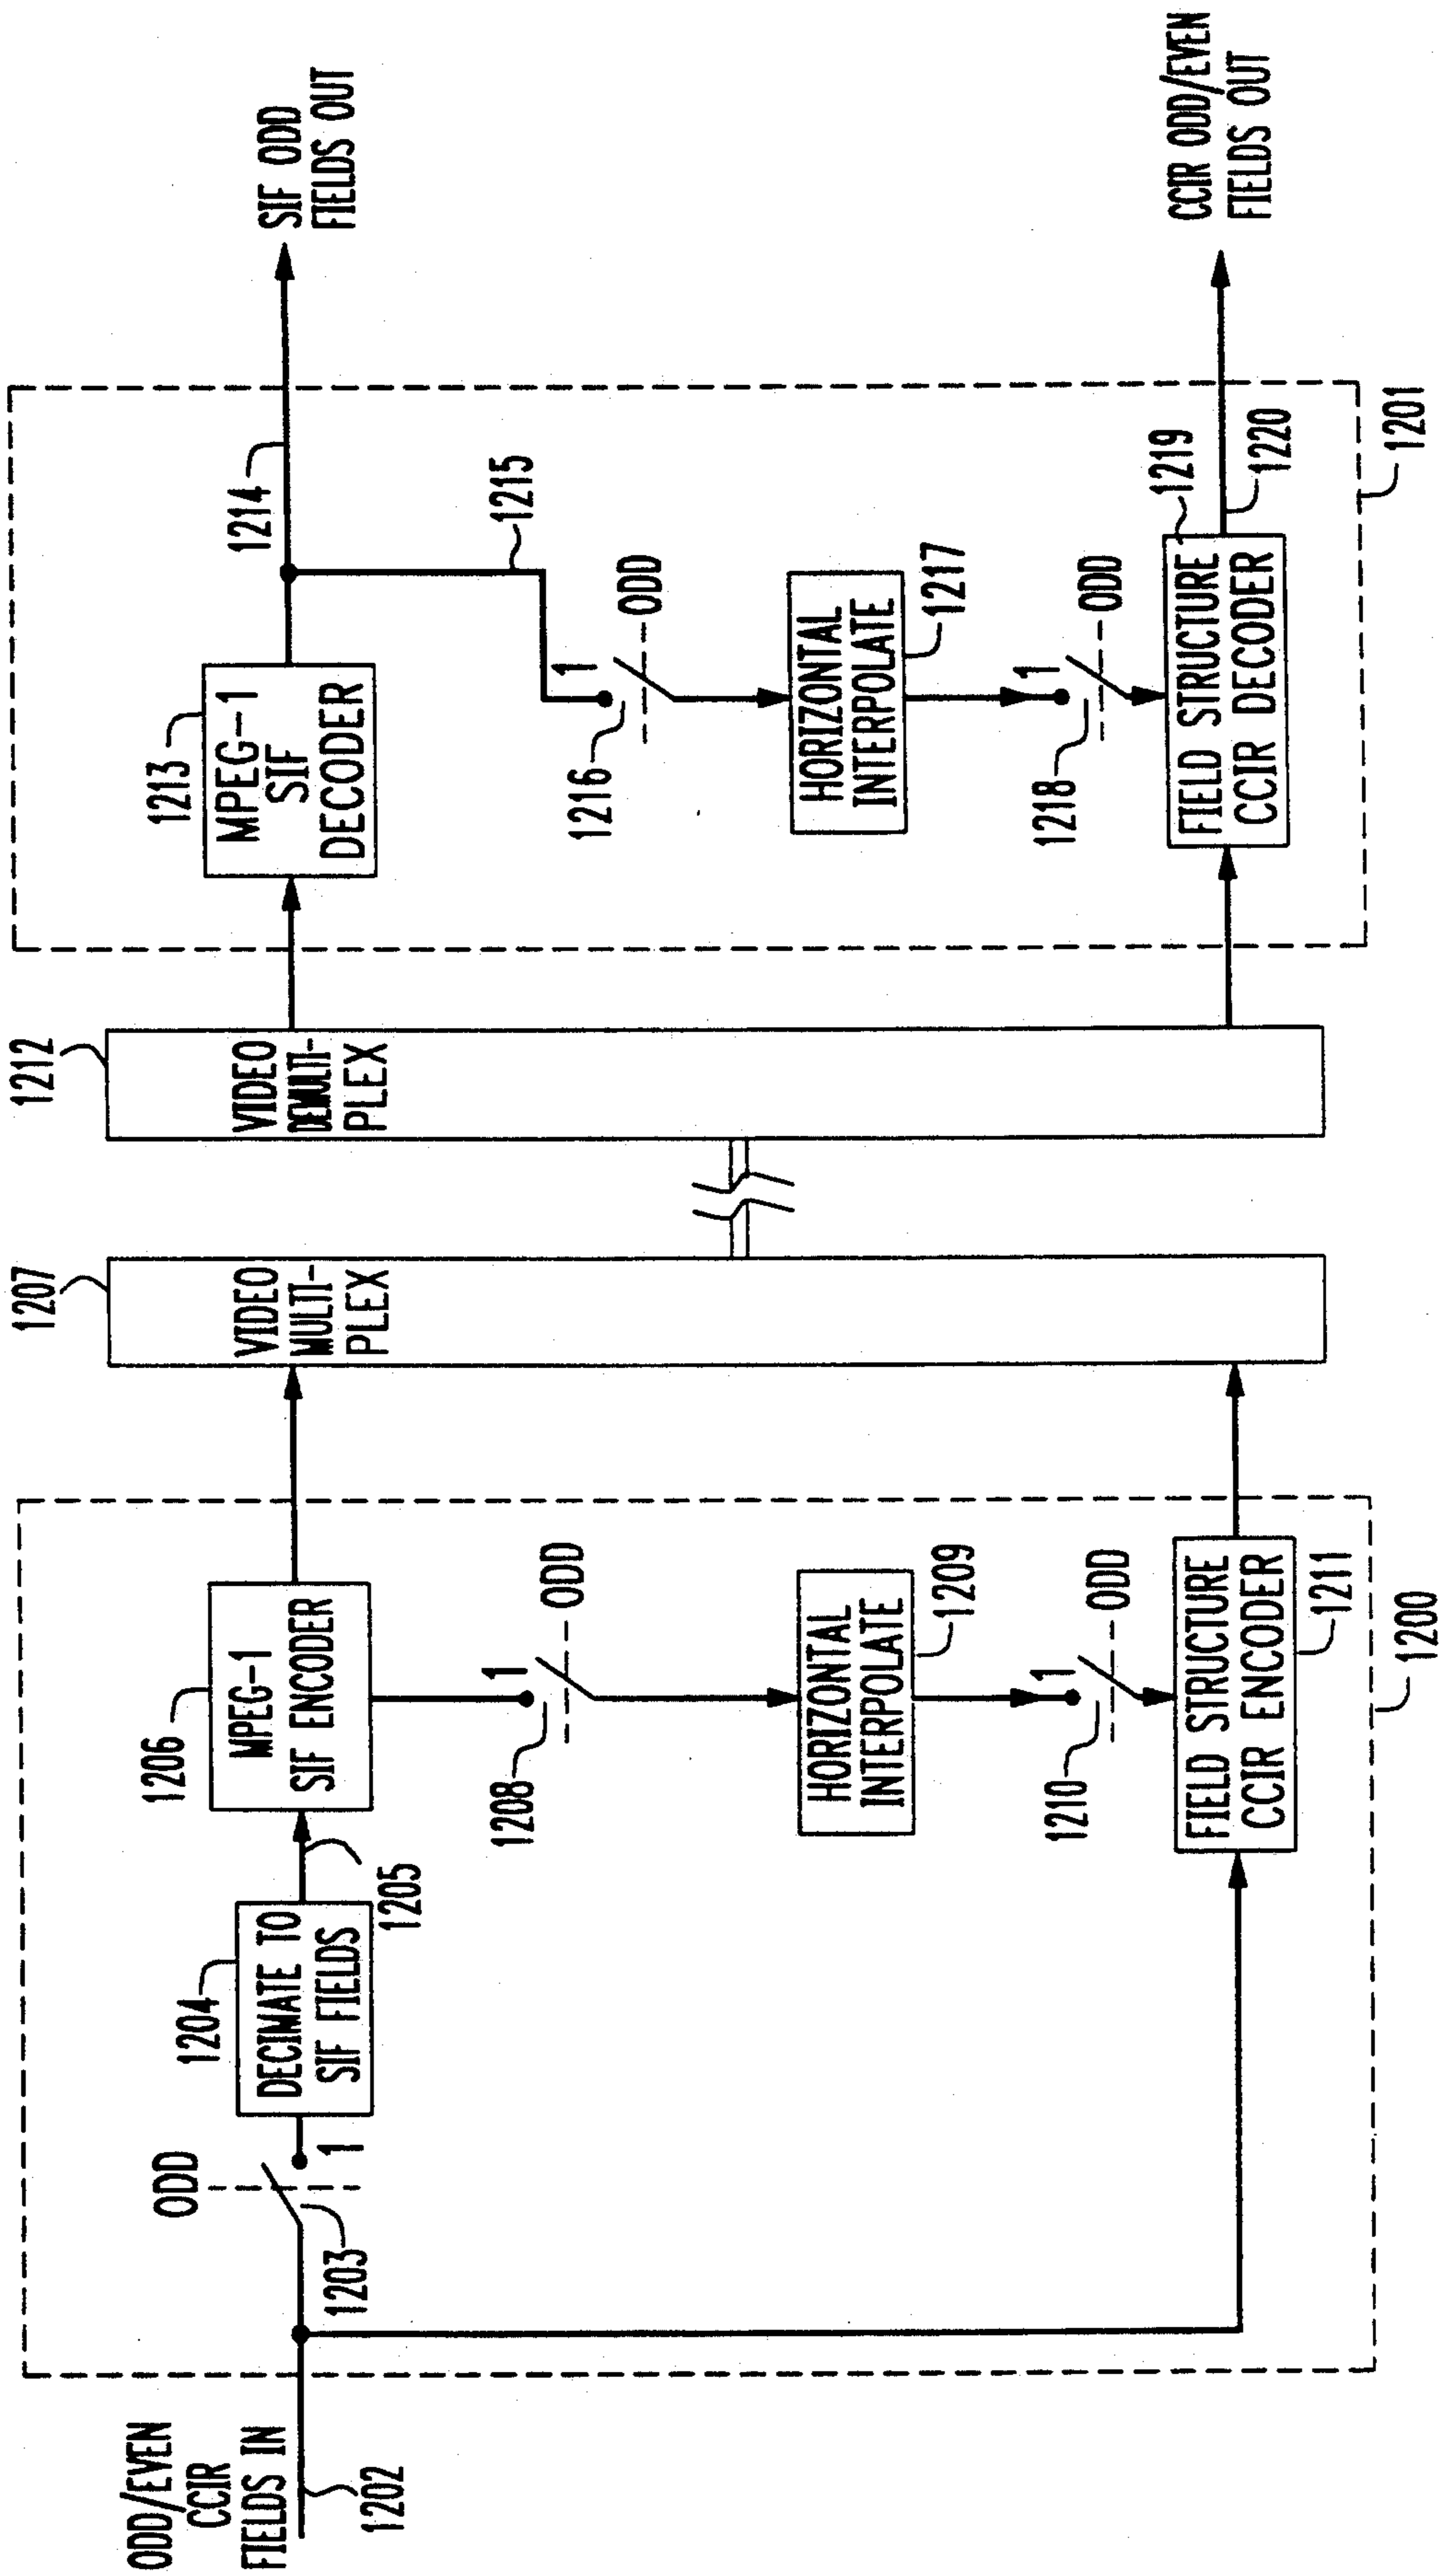 ODD/EVEN
CCIR
FIELDS IN
1202
ODD
1
1203
1204
DECIMATE TO
SIF FIELDS
1205
1206
MPEG-1
SIF ENCODER
1
ODD
1208
HORIZONTAL
INTERPOLATE
1209
1
ODD
1210
FIELD STRUCTURE
CCIR ENCODER
1211
1200
1207
VIDEO
MULTI-
PLEX
1212
VIDEO
DEMULTI-
PLEX
1213
MPEG-1
SIF
DECODER
1214
1215
1
ODD
1216
HORIZONTAL
INTERPOLATE
1217
1
ODD
1218
FIELD STRUCTURE
CCIR DECODER
1219
1220
1201
SIF ODD
FIELDS OUT
CCIR ODD/EVEN
FIELDS OUT